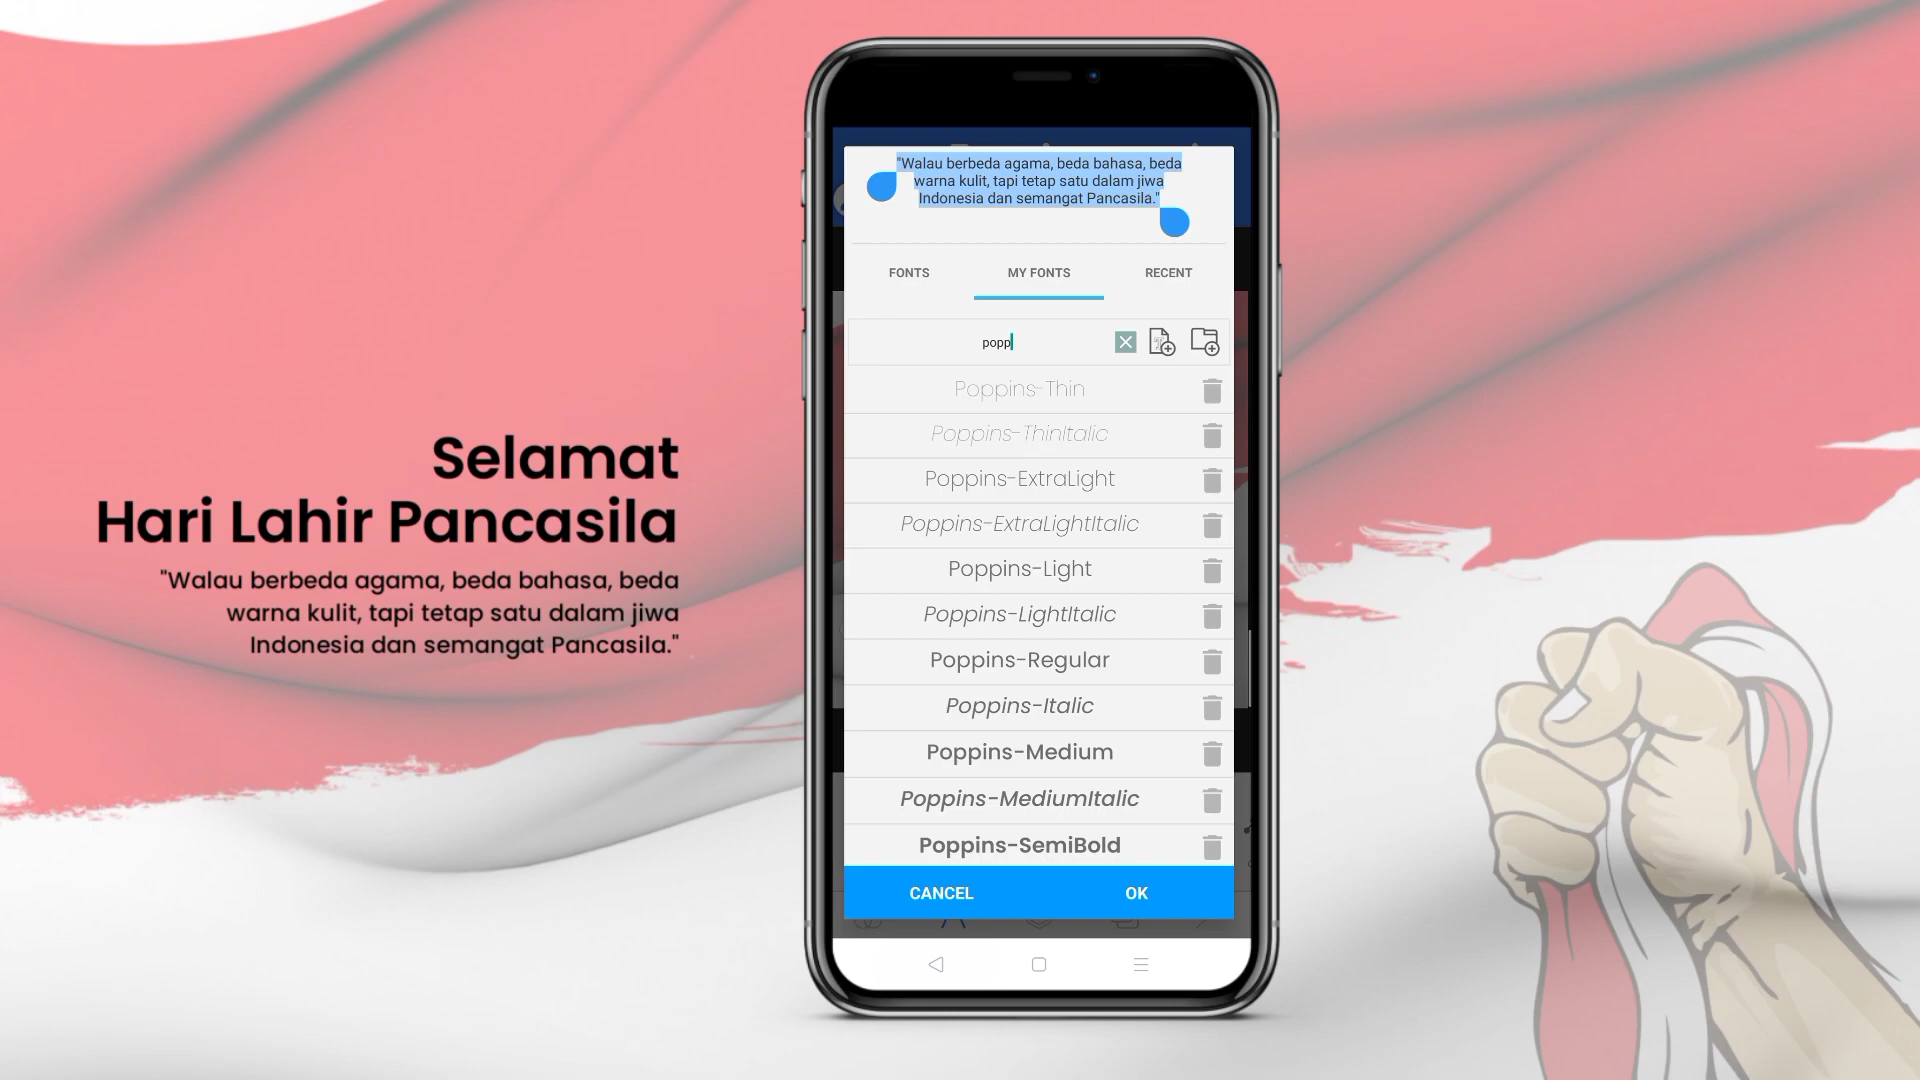 Selamat
Hari Lahir Pancasila
"Walau berbeda agama, beda bahasa, beda
warna kulit, tapi tetap satu dalam jiwa
Indonesia dan semangat Pancasila."
"Walau berbeda agama, beda bahasa, beda
warna kulit, tapi tetap satu dalam jiwa
Indonesia dan semangat Pancasila."
FONTS MY FONTS RECENT
popp
Poppins-Thin
Poppins-ThinItalic
Poppins-ExtraLight
Poppins-ExtraLightItalic
Poppins-Light
Poppins-LightItalic
Poppins-Regular
Poppins-Italic
Poppins-Medium
Poppins-MediumItalic
Poppins-SemiBold
CANCEL OK